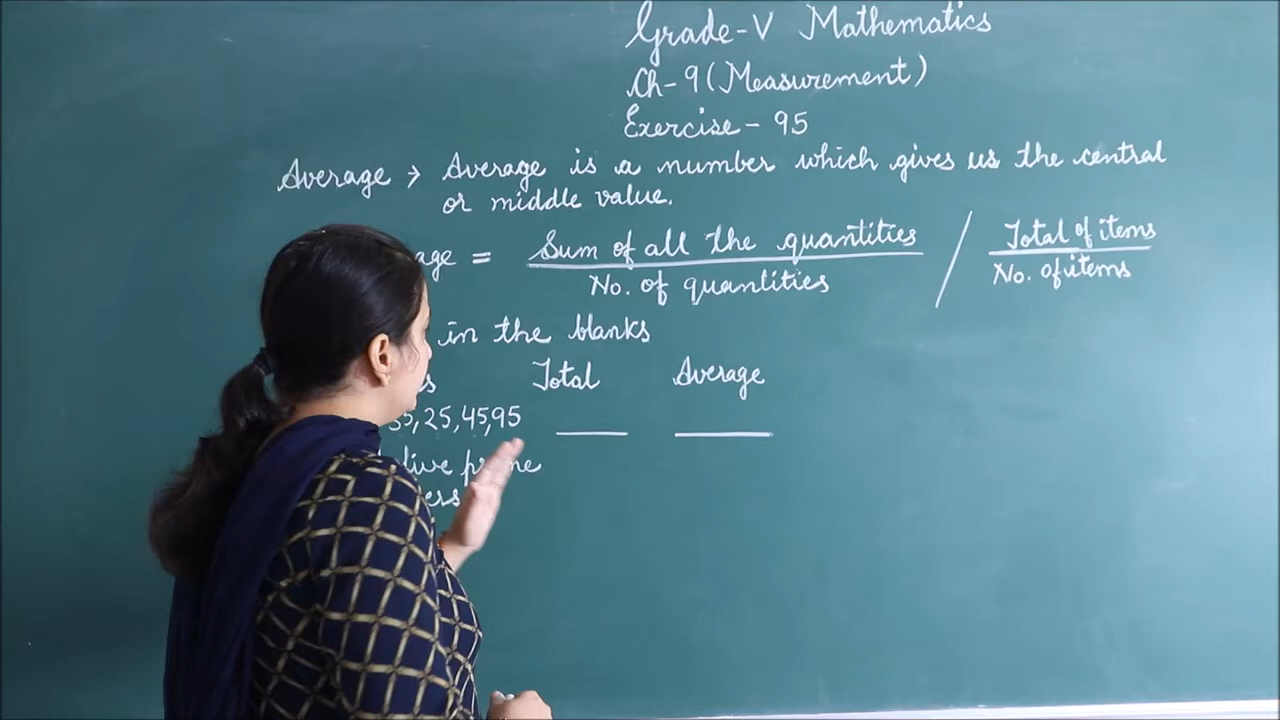 Grade-V Mathematics
Ch-9 (Measurement)
Exercise-95
Average → Average is a number which gives us the central
or middle value.
= Sum of all the quantities / Total of items
No. of quantities No. of items
in the blanks
Total Average
35, 25, 45, 95